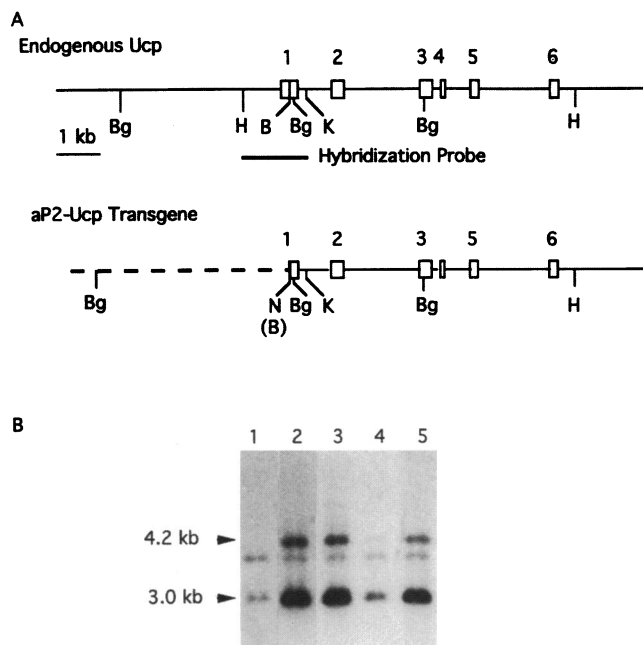 A
Endogenous Ucp
1 2 3 4 5 6
Bg H B Bg K Bg H
1 kb
Hybridization Probe
aP2-Ucp Transgene
1 2 3 5 6
Bg N Bg K Bg H
(B)
B
1 2 3 4 5
4.2 kb
3.0 kb